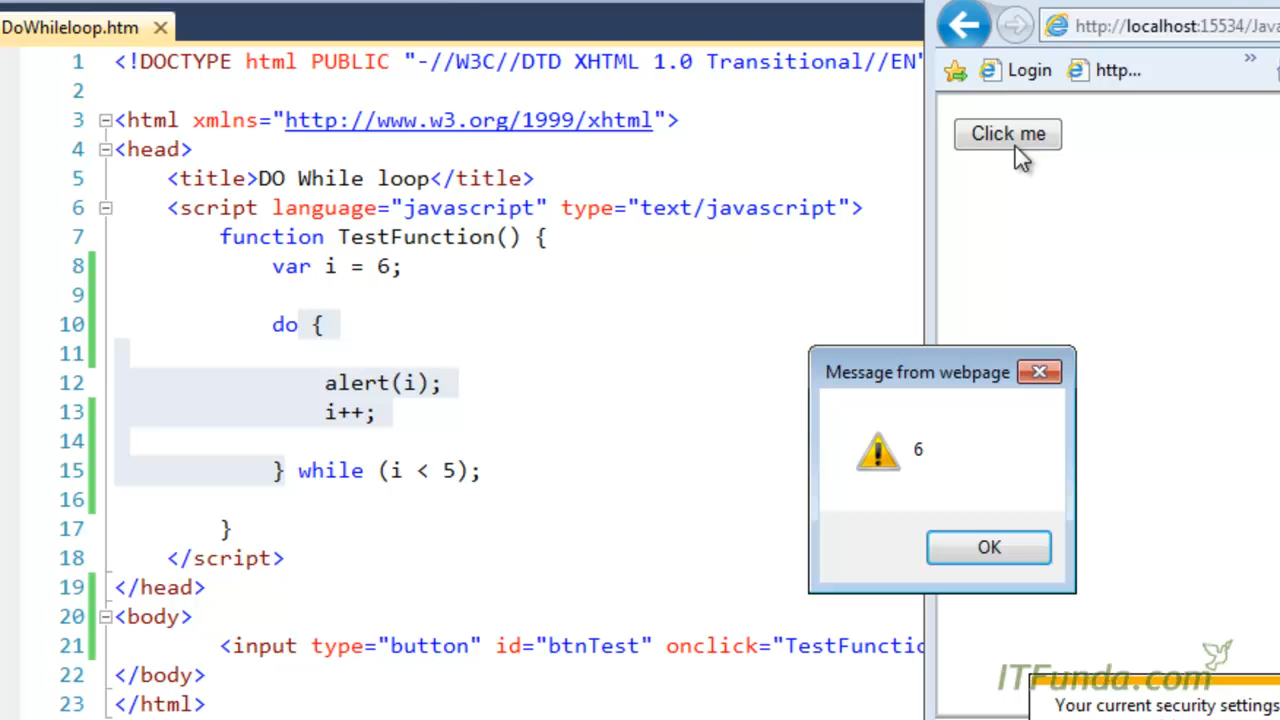 DoWhileloop.htm
1 <!DOCTYPE html PUBLIC "-//W3C//DTD XHTML 1.0 Transitional//EN"
2
3 <html xmlns="http://www.w3.org/1999/xhtml">
4 <head>
5 <title>DO While loop</title>
6 <script language="javascript" type="text/javascript">
7 function TestFunction() {
8 var i = 6;
9
10 do {
11
12 alert(i);
13 i++;
14
15 } while (i < 5);
16
17 }
18 </script>
19 </head>
20 <body>
21 <input type="button" id="btnTest" onclick="TestFunctio
22 </body>
23 </html>
http://localhost:15534/Java
Login
http...
»
Click me
Message from webpage
6
OK
ITFunda.com
Your current security settings